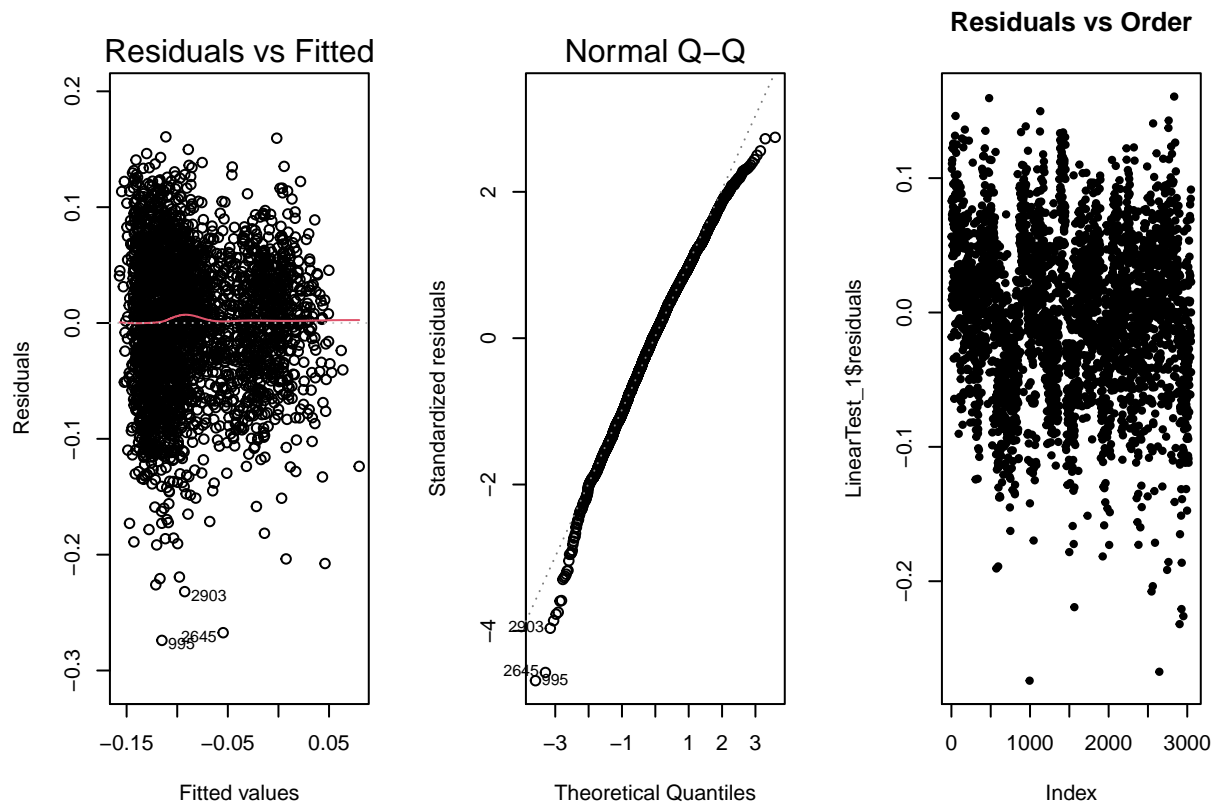 Residuals vs Fitted
Residuals
0.2
0.1
0.0
−0.1
−0.2
−0.3
2903
2645
995
−0.15 −0.05 0.05
Fitted values
Normal Q−Q
Standardized residuals
2
0
−2
−4
2903
2645
995
−3 −1 1 2 3
Theoretical Quantiles
Residuals vs Order
LinearTest_1$residuals
0.1
0.0
−0.1
−0.2
0 1000 2000 3000
Index